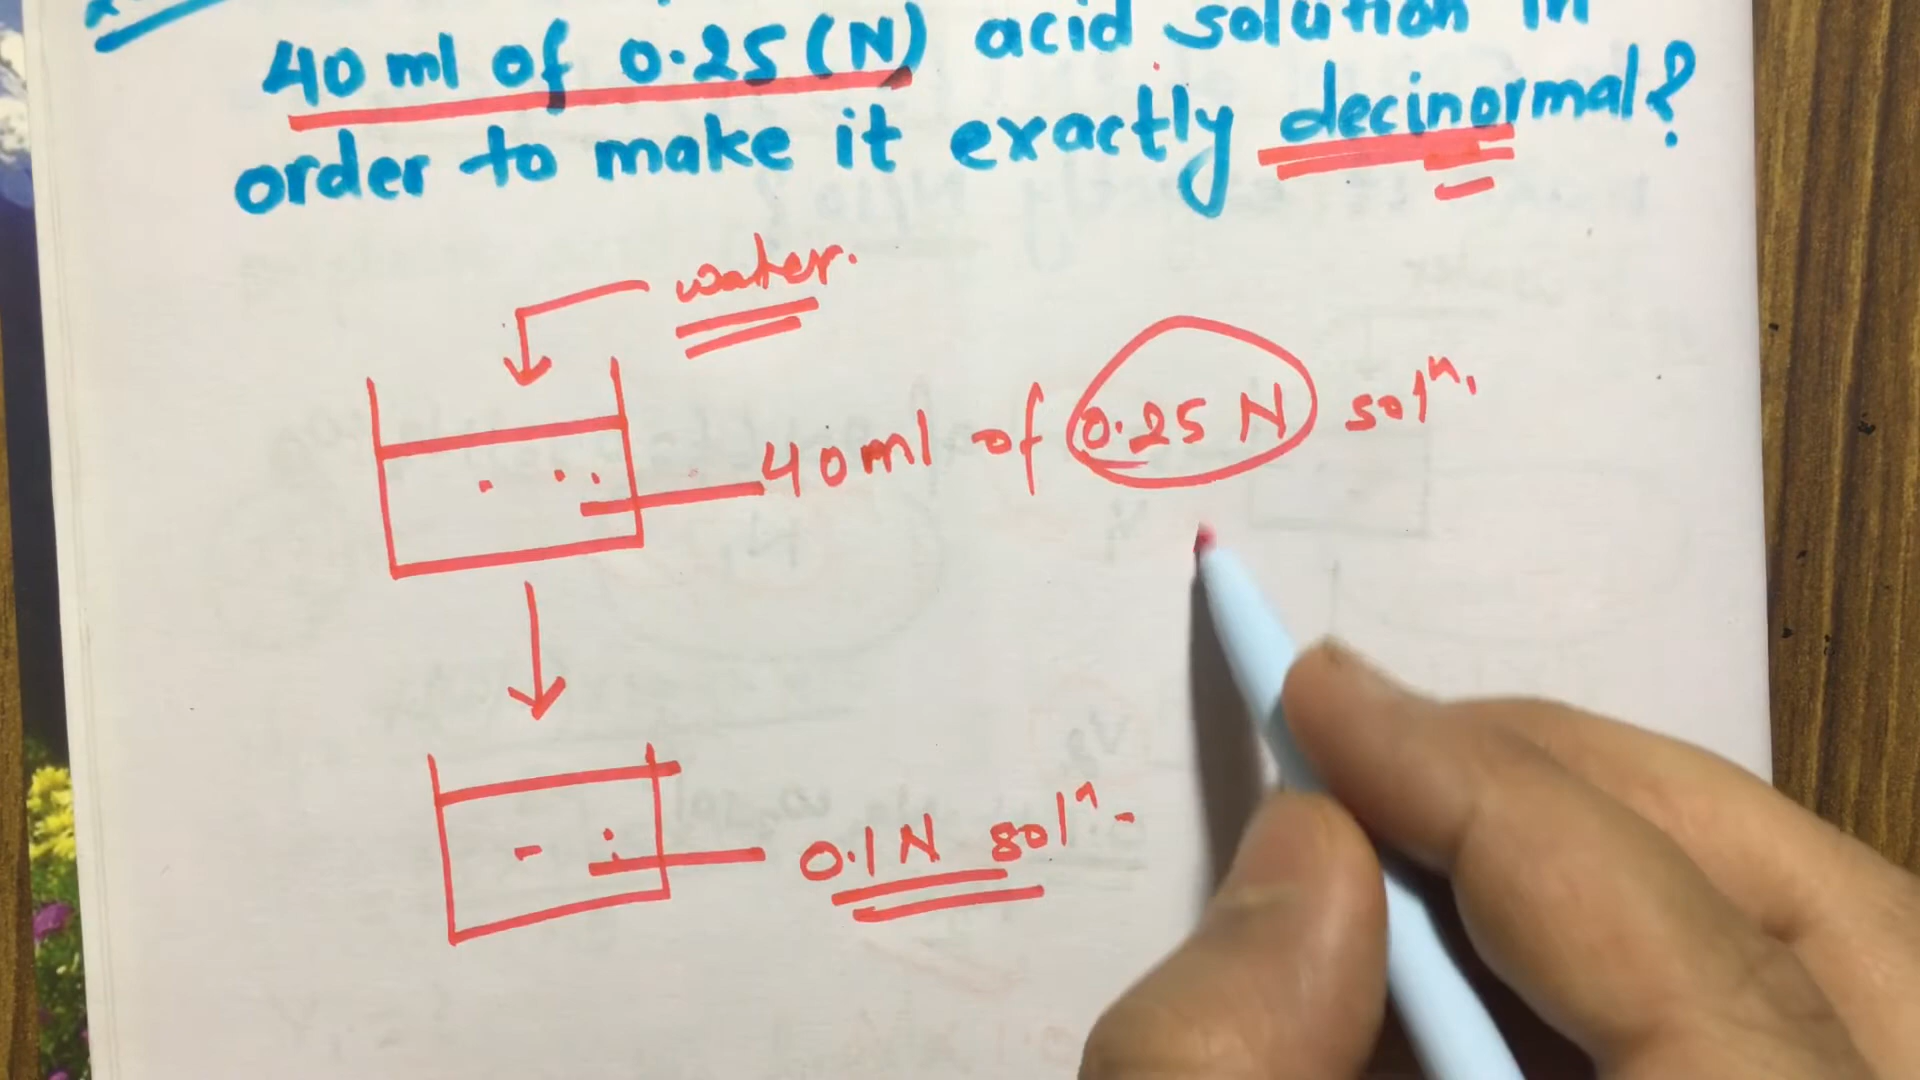 40 ml of 0.25 (N) acid solution in
order to make it exactly decinormal?
water.
40ml of 0.25 N solⁿ.
0.1 N solⁿ-